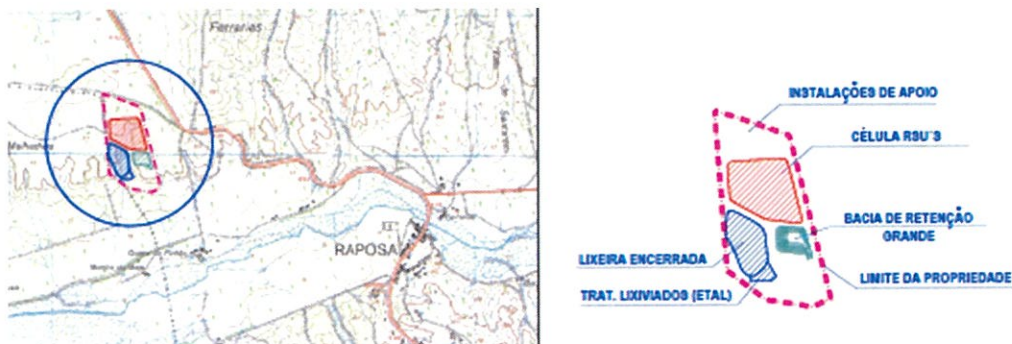 Ferrarias
RAPOSA
INSTALAÇÕES DE APOIO
CÉLULA RSU'S
BACIA DE RETENÇÃO
GRANDE
LIXEIRA ENCERRADA
LIMITE DA PROPRIEDADE
TRAT. LIXIVIADOS (ETAL)